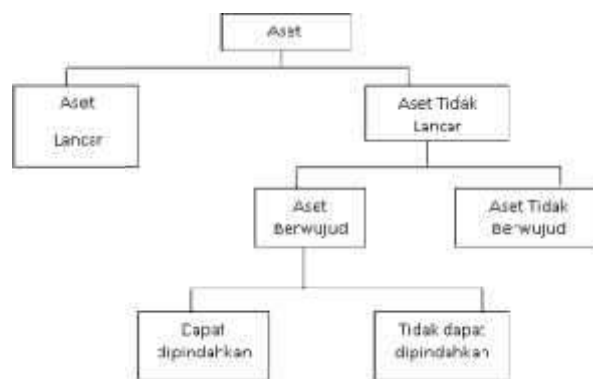 Aset
Aset
Lancar
Aset Tidak
Lancar
Aset
Berwujud
Aset Tidak
Berwujud
Dapat
dipindahkan
Tidak dapat
dipindahkan